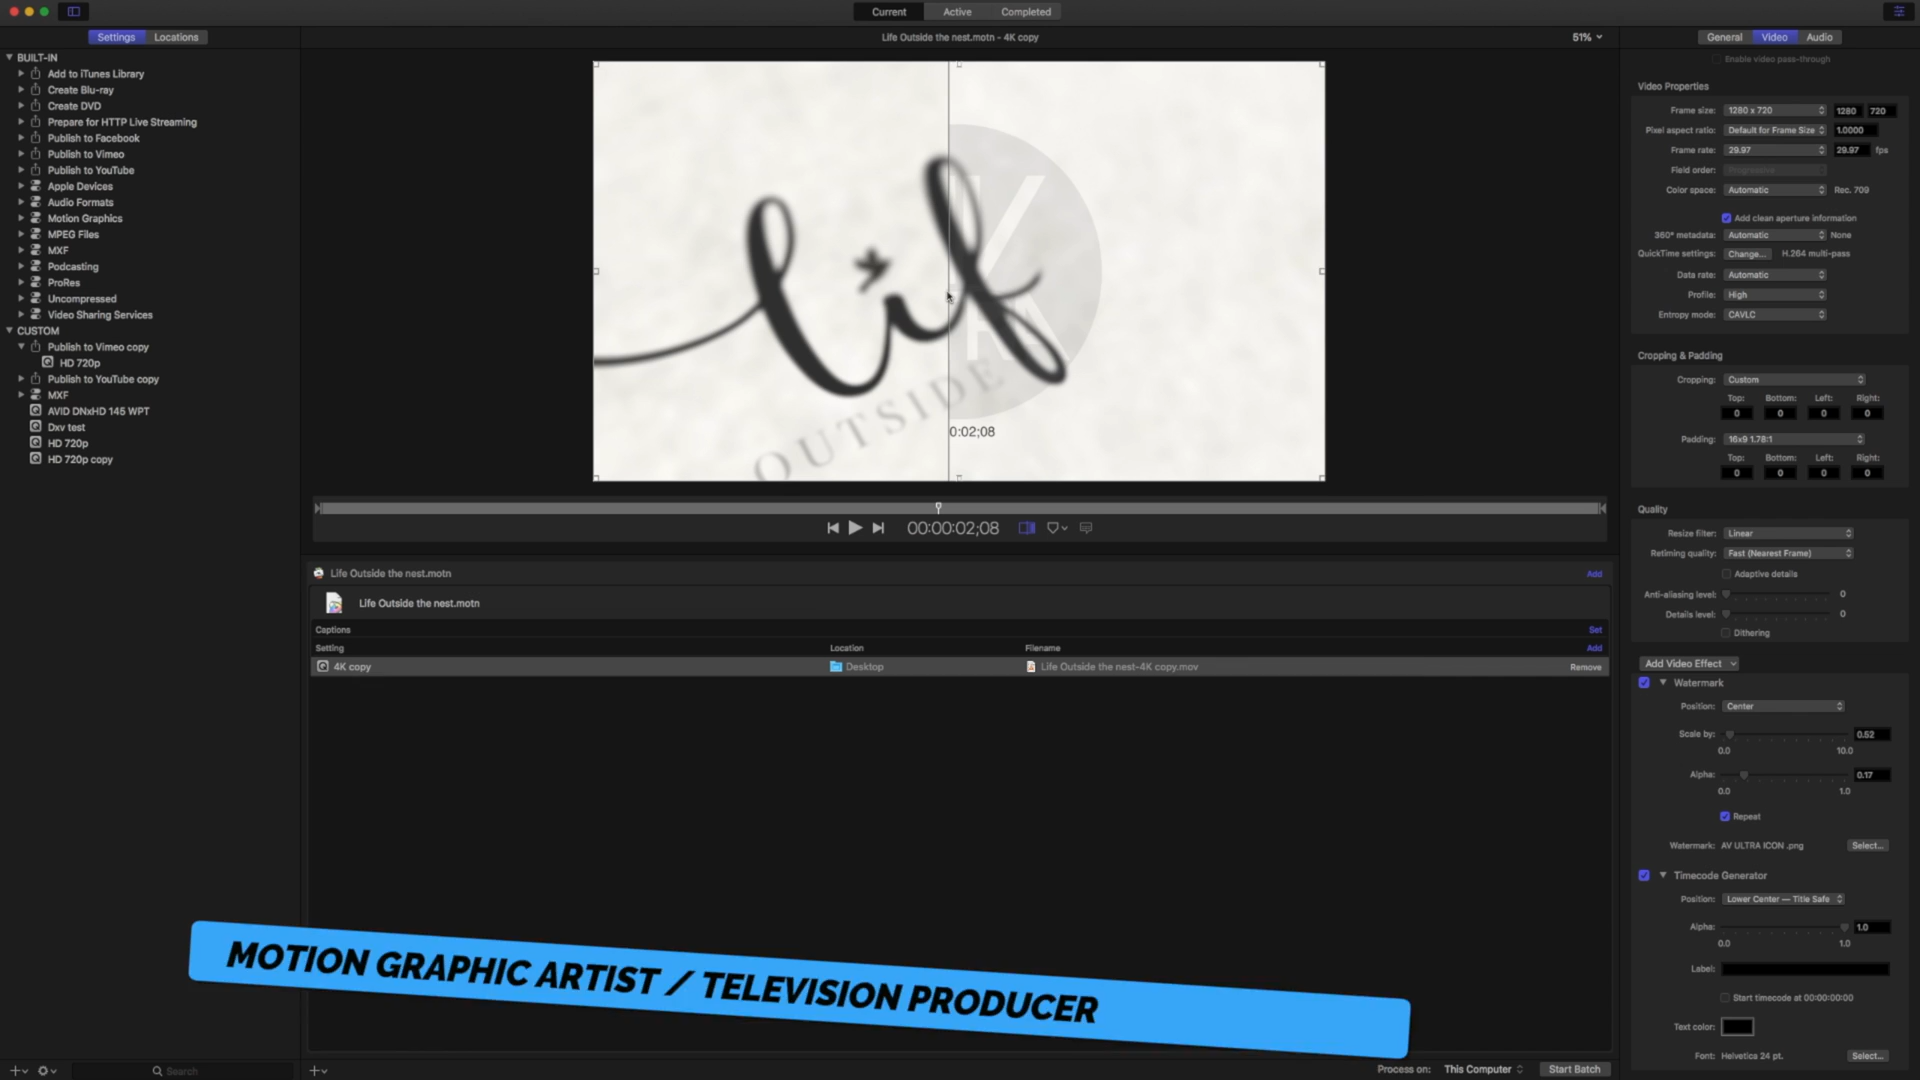 Current Active Completed
Settings Locations
Life Outside the nest.motn - 4K copy
51%
General Video Audio
BUILT-IN
Add to iTunes Library
Create Blu-ray
Create DVD
Prepare for HTTP Live Streaming
Publish to Facebook
Publish to Vimeo
Publish to YouTube
Apple Devices
Audio Formats
Motion Graphics
MPEG Files
MXF
Podcasting
ProRes
Uncompressed
Video Sharing Services
CUSTOM
Publish to Vimeo copy
HD 720p
Publish to YouTube copy
MXF
AVID DNxHD 145 WPT
Dxv test
HD 720p
HD 720p copy
Search
lif
OUTSIDE
0:02;08
00:00:02;08
Life Outside the nest.motn Add
Life Outside the nest.motn
Captions Set
Setting Location Filename Add
4K copy Desktop Life Outside the nest-4K copy.mov Remove
MOTION GRAPHIC ARTIST / TELEVISION PRODUCER
Process on: This Computer Start Batch
Enable video pass-through
Video Properties
Frame size: 1280 x 720 1280 720
Pixel aspect ratio: Default for Frame Size 1.0000
Frame rate: 29.97 29.97 fps
Field order: Progressive
Color space: Automatic Rec. 709
Add clean aperture information
360° metadata: Automatic None
QuickTime settings: Change... H.264 multi-pass
Data rate: Automatic
Profile: High
Entropy mode: CAVLC
Cropping & Padding
Cropping: Custom
Top: Bottom: Left: Right:
0 0 0 0
Padding: 16x9 1.78:1
Top: Bottom: Left: Right:
0 0 0 0
Quality
Resize filter: Linear
Retiming quality: Fast (Nearest Frame)
Adaptive details
Anti-aliasing level: 0
Details level: 0
Dithering
Add Video Effect
Watermark
Position: Center
Scale by: 0.52
0.0 10.0
Alpha: 0.17
0.0 1.0
Repeat
Watermark: AV ULTRA ICON .png Select...
Timecode Generator
Position: Lower Center — Title Safe
Alpha: 1.0
0.0 1.0
Label:
Start timecode at 00:00:00:00
Text color:
Font: Helvetica 24 pt. Select...